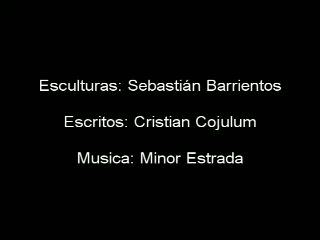 Esculturas: Sebastián Barrientos
Escritos: Cristian Cojulum
Musica: Minor Estrada